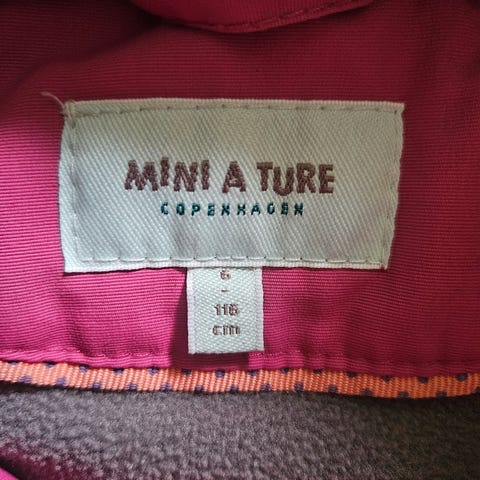 MINI A TURE
COPENHAGEN
6
-
116
cm